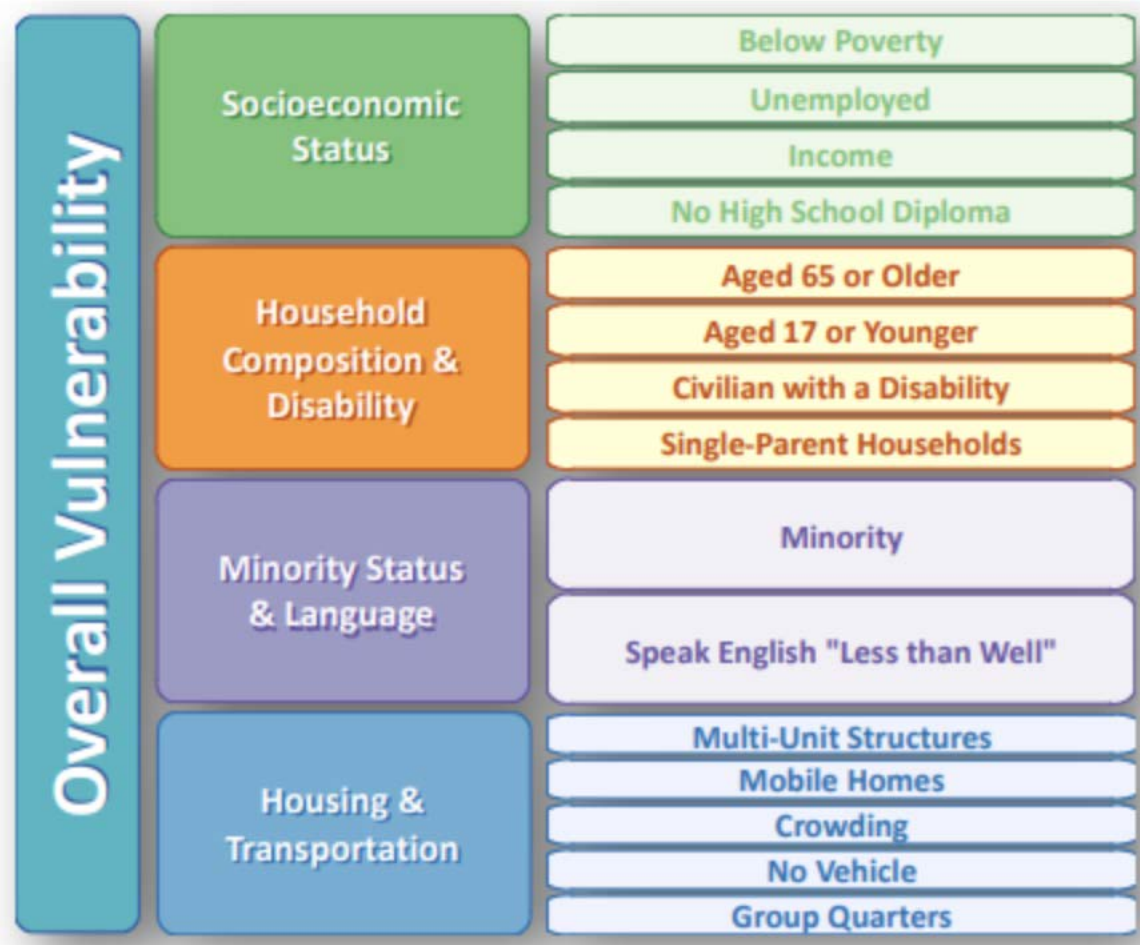 Overall Vulnerability
Socioeconomic
Status
Below Poverty
Unemployed
Income
No High School Diploma
Household
Composition &
Disability
Aged 65 or Older
Aged 17 or Younger
Civilian with a Disability
Single-Parent Households
Minority Status
& Language
Minority
Speak English "Less than Well"
Housing &
Transportation
Multi-Unit Structures
Mobile Homes
Crowding
No Vehicle
Group Quarters